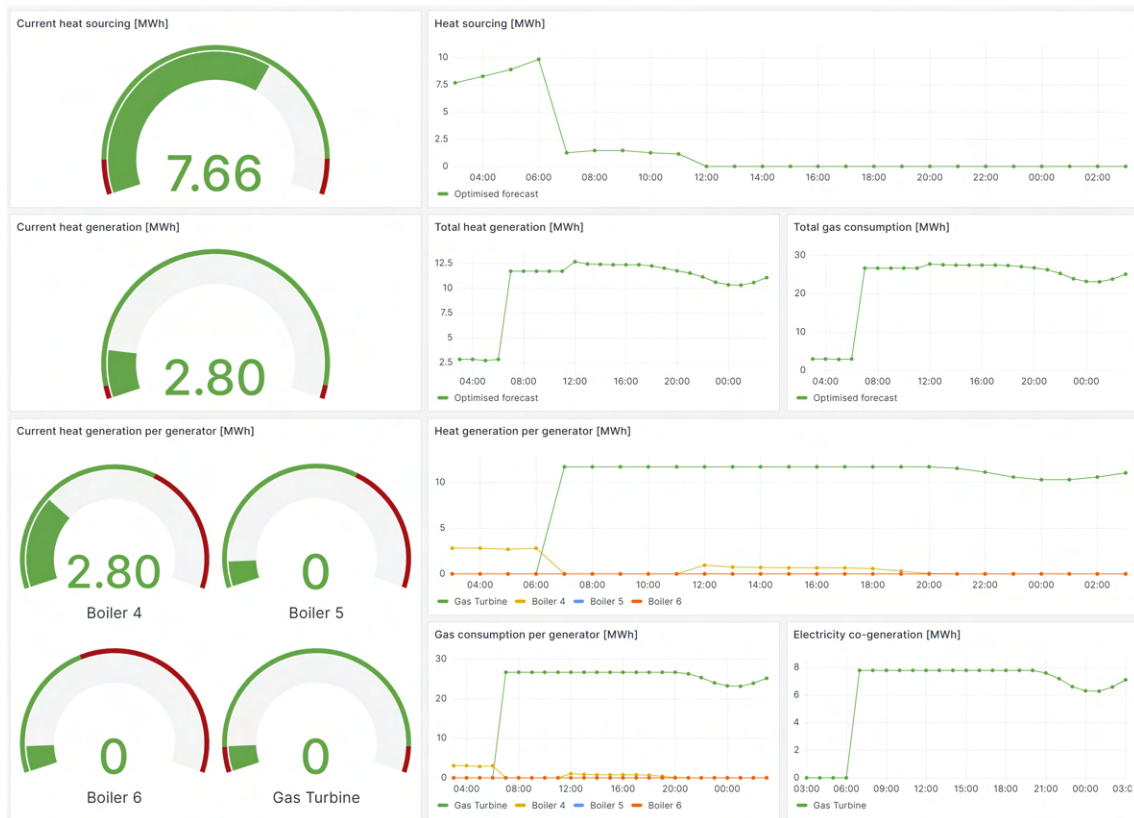 Current heat sourcing [MWh]
7.66
Heat sourcing [MWh]
10
7.5
5
2.5
0
04:00 06:00 08:00 10:00 12:00 14:00 16:00 18:00 20:00 22:00 00:00 02:00
Optimised forecast
Current heat generation [MWh]
2.80
Total heat generation [MWh]
12.5
10
7.5
5
2.5
04:00 08:00 12:00 16:00 20:00 00:00
Optimised forecast
Total gas consumption [MWh]
30
20
10
0
04:00 08:00 12:00 16:00 20:00 00:00
Optimised forecast
Current heat generation per generator [MWh]
2.80
Boiler 4
0
Boiler 5
0
Boiler 6
0
Gas Turbine
Heat generation per generator [MWh]
10
5
0
04:00 06:00 08:00 10:00 12:00 14:00 16:00 18:00 20:00 22:00 00:00 02:00
Gas Turbine Boiler 4 Boiler 5 Boiler 6
Gas consumption per generator [MWh]
30
20
10
0
04:00 08:00 12:00 16:00 20:00 00:00
Gas Turbine Boiler 4 Boiler 5 Boiler 6
Electricity co-generation [MWh]
8
6
4
2
0
03:00 06:00 09:00 12:00 15:00 18:00 21:00 00:00 03:0
Gas Turbine